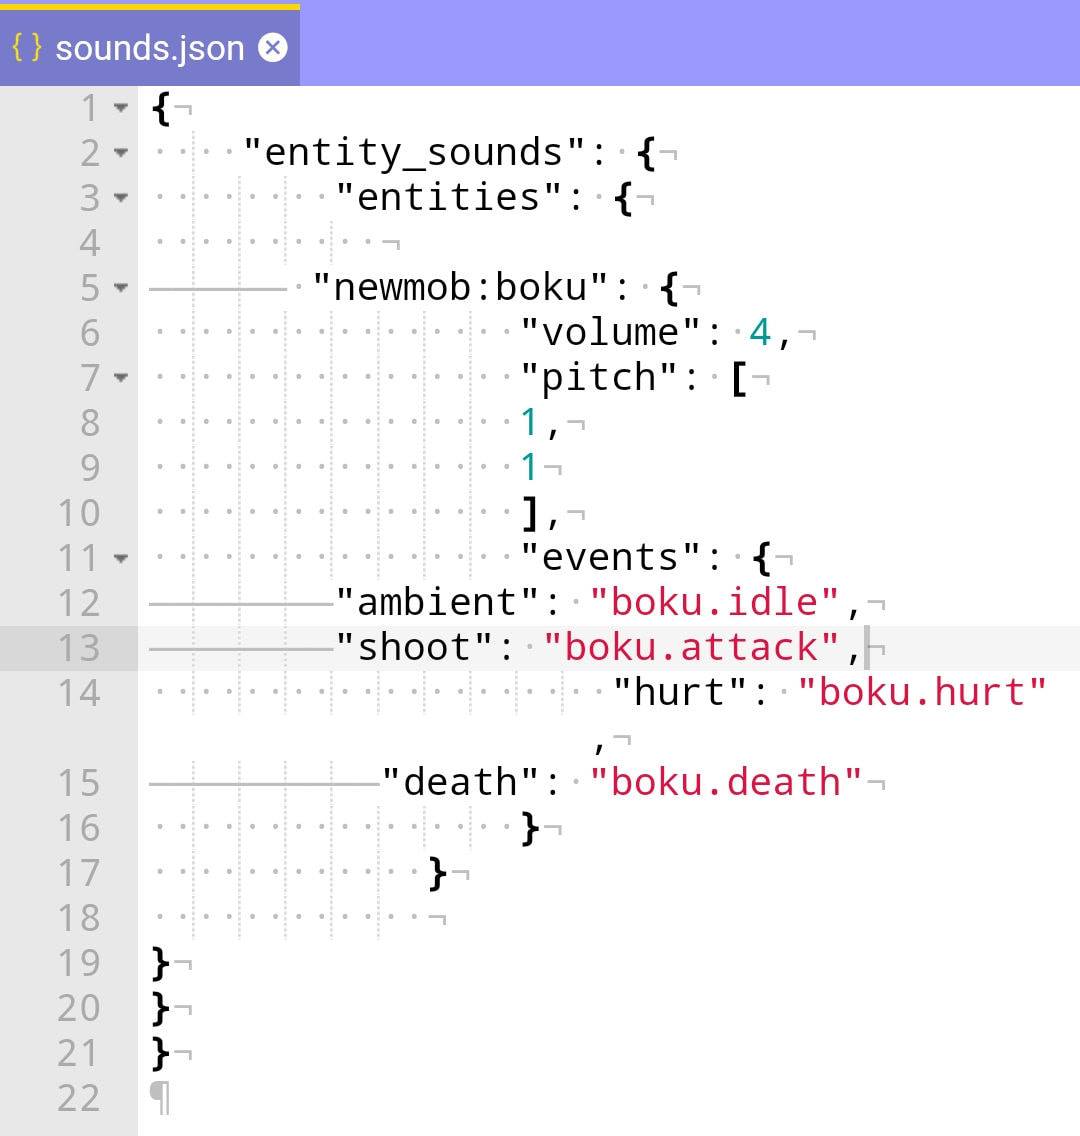 {} sounds.json
1 {
2 "entity_sounds": {
3 "entities": {
4
5 "newmob:boku": {
6 "volume": 4,
7 "pitch": [
8 1,
9 1
10 ],
11 "events": {
12 "ambient": "boku.idle",
13 "shoot": "boku.attack",
14 "hurt": "boku.hurt"
,
15 "death": "boku.death"
16 }
17 }
18
19 }
20 }
21 }
22